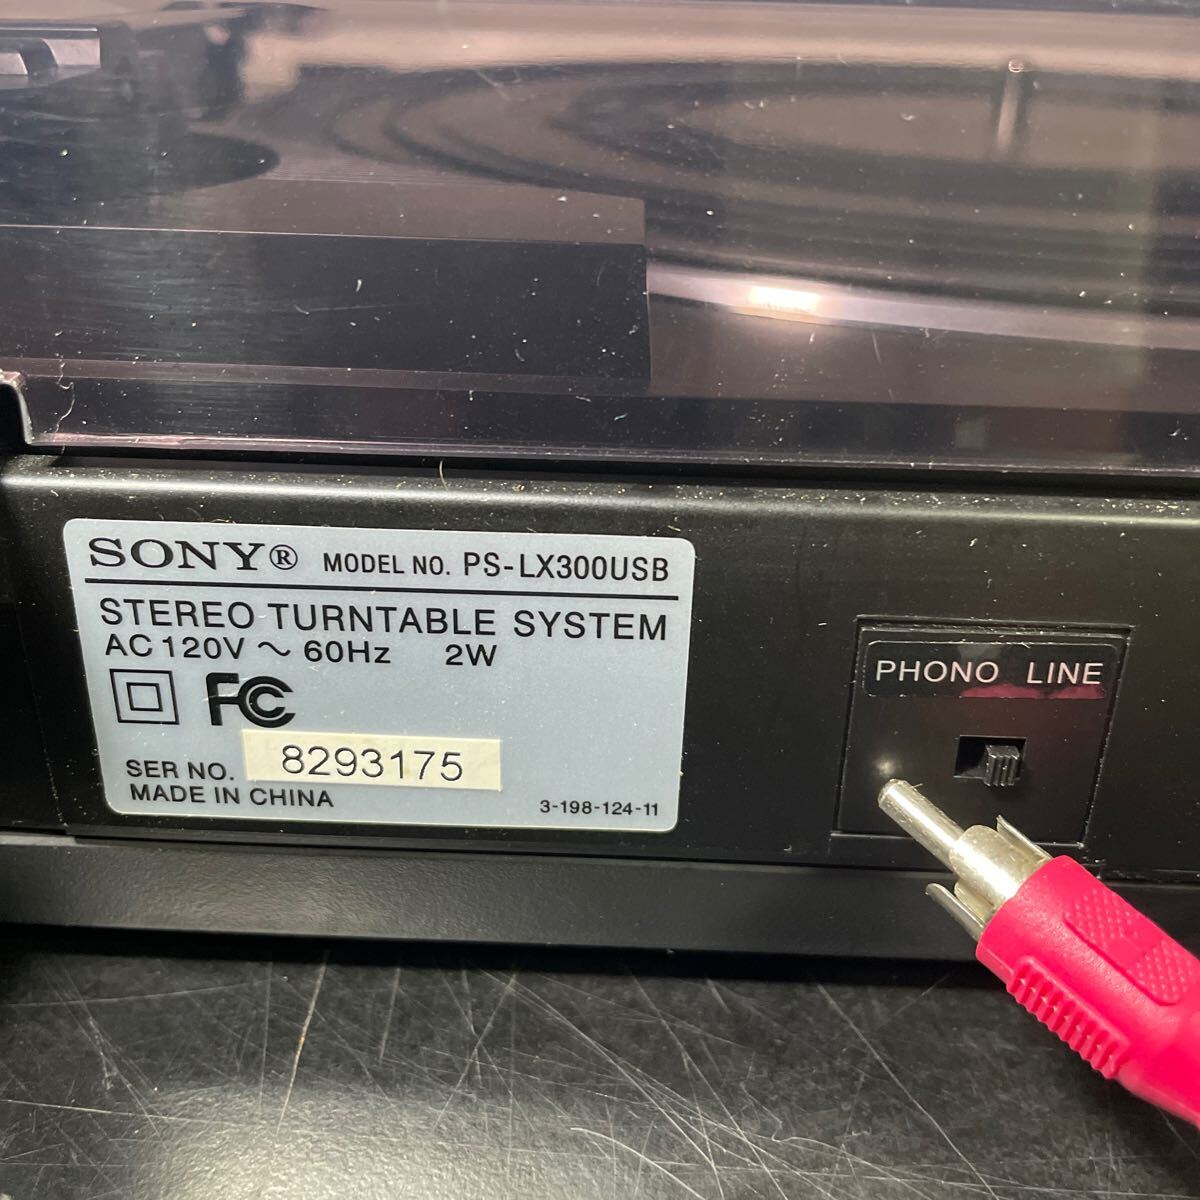 SONY® MODEL NO. PS-LX300USB
STEREO TURNTABLE SYSTEM
AC 120V ~ 60Hz 2W
FC
SER NO. 8293175
MADE IN CHINA 3-198-124-11
PHONO LINE